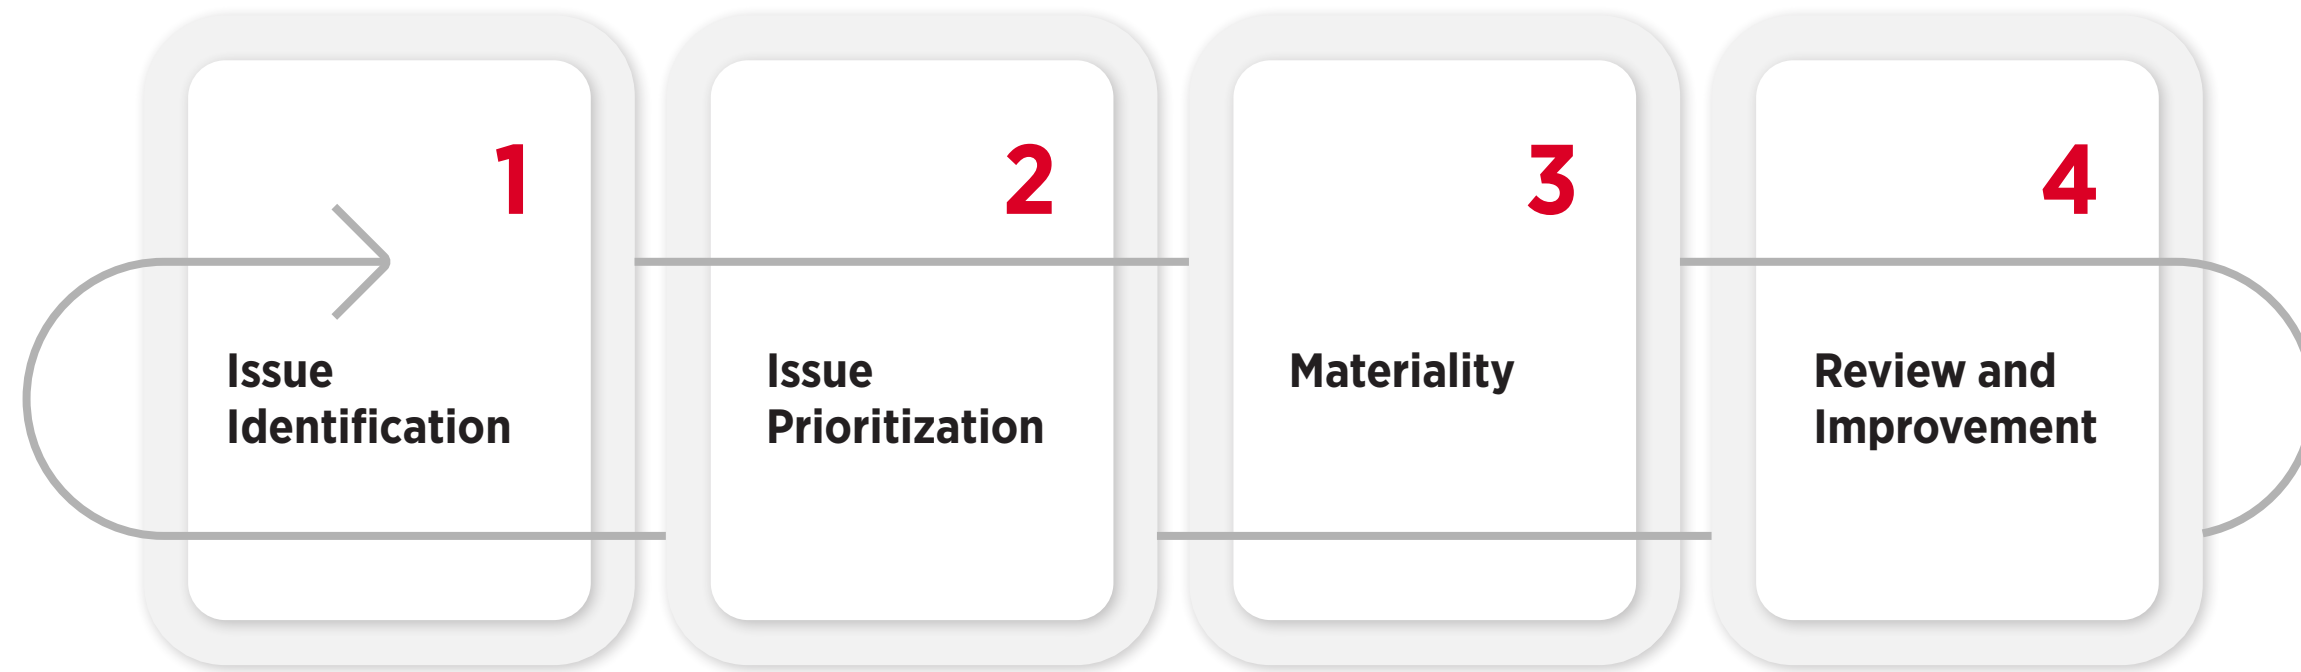 1
Issue
Identification
2
Issue
Prioritization
3
Materiality
4
Review and
Improvement